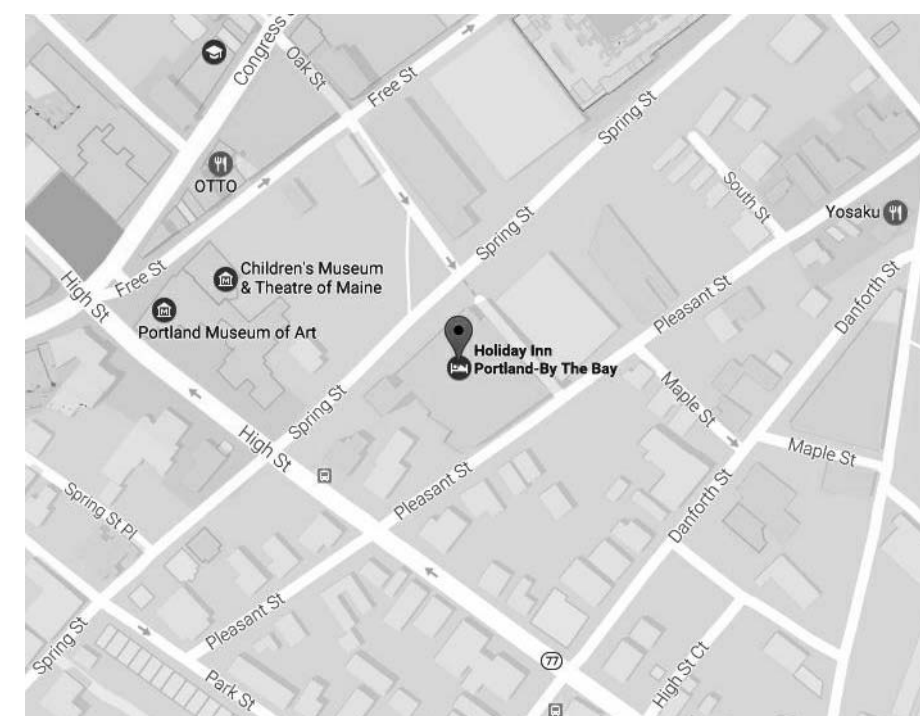 Congress S
Oak St
Free St
Spring St
OTTO
South St
Yosaku
Spring St
Children's Museum
& Theatre of Maine
Free St
High St
Portland Museum of Art
Pleasant St
Danforth St
Holiday Inn
Portland-By The Bay
Maple St
Spring St
High St
Maple St
Pleasant St
Spring St Pl
Danforth St
Pleasant St
Spring St
77
High St Ct
Park St